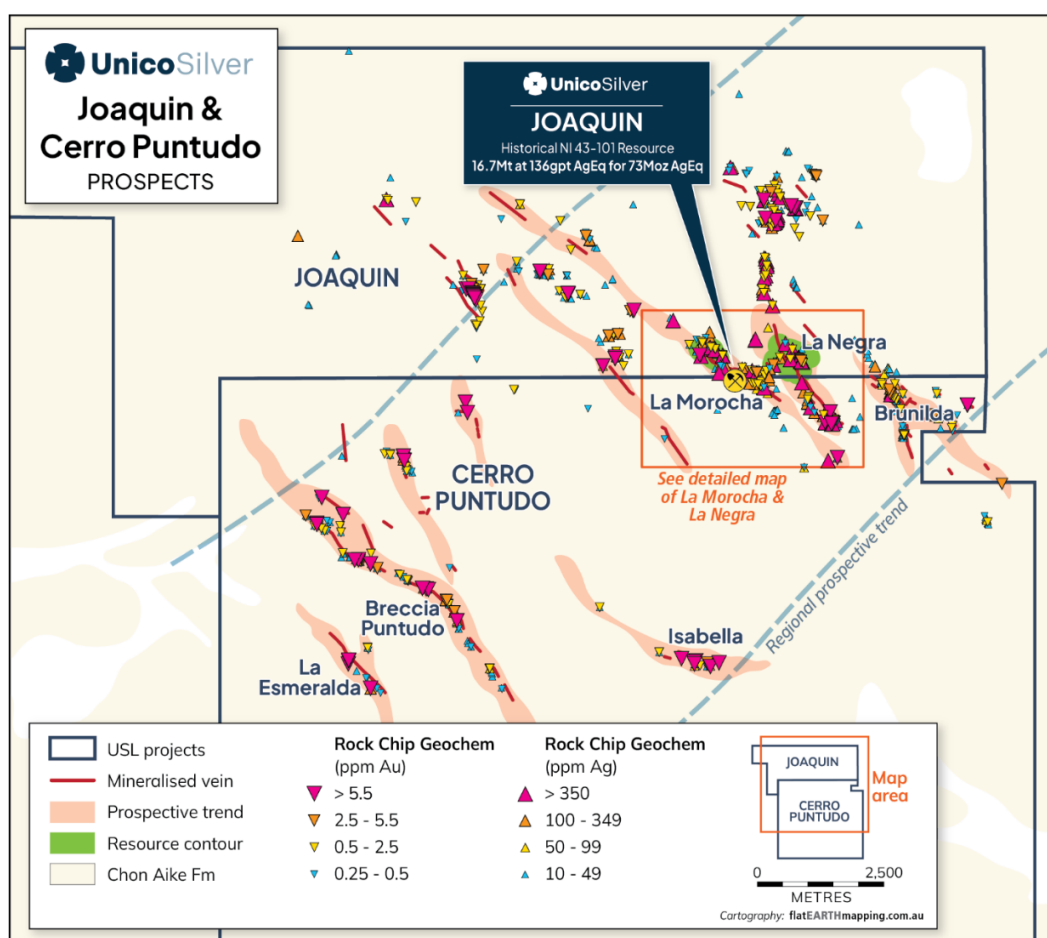 UnicoSilver
Joaquin &
Cerro Puntudo
PROSPECTS
UnicoSilver
JOAQUIN
Historical NI 43-101 Resource
16.7Mt at 136gpt AgEq for 73Moz AgEq
JOAQUIN
La Negra
La Morocha
Brunilda
See detailed map
of La Morocha &
La Negra
CERRO
PUNTUDO
Regional prospective trend
Breccia
Puntudo
Isabella
La
Esmeralda
USL projects
Mineralised vein
Prospective trend
Resource contour
Chon Aike Fm
Rock Chip Geochem
(ppm Au)
> 5.5
2.5 - 5.5
0.5 - 2.5
0.25 - 0.5
Rock Chip Geochem
(ppm Ag)
> 350
100 - 349
50 - 99
10 - 49
JOAQUIN
CERRO
PUNTUDO
Map
area
0 2,500
METRES
Cartography: flatEARTHmapping.com.au